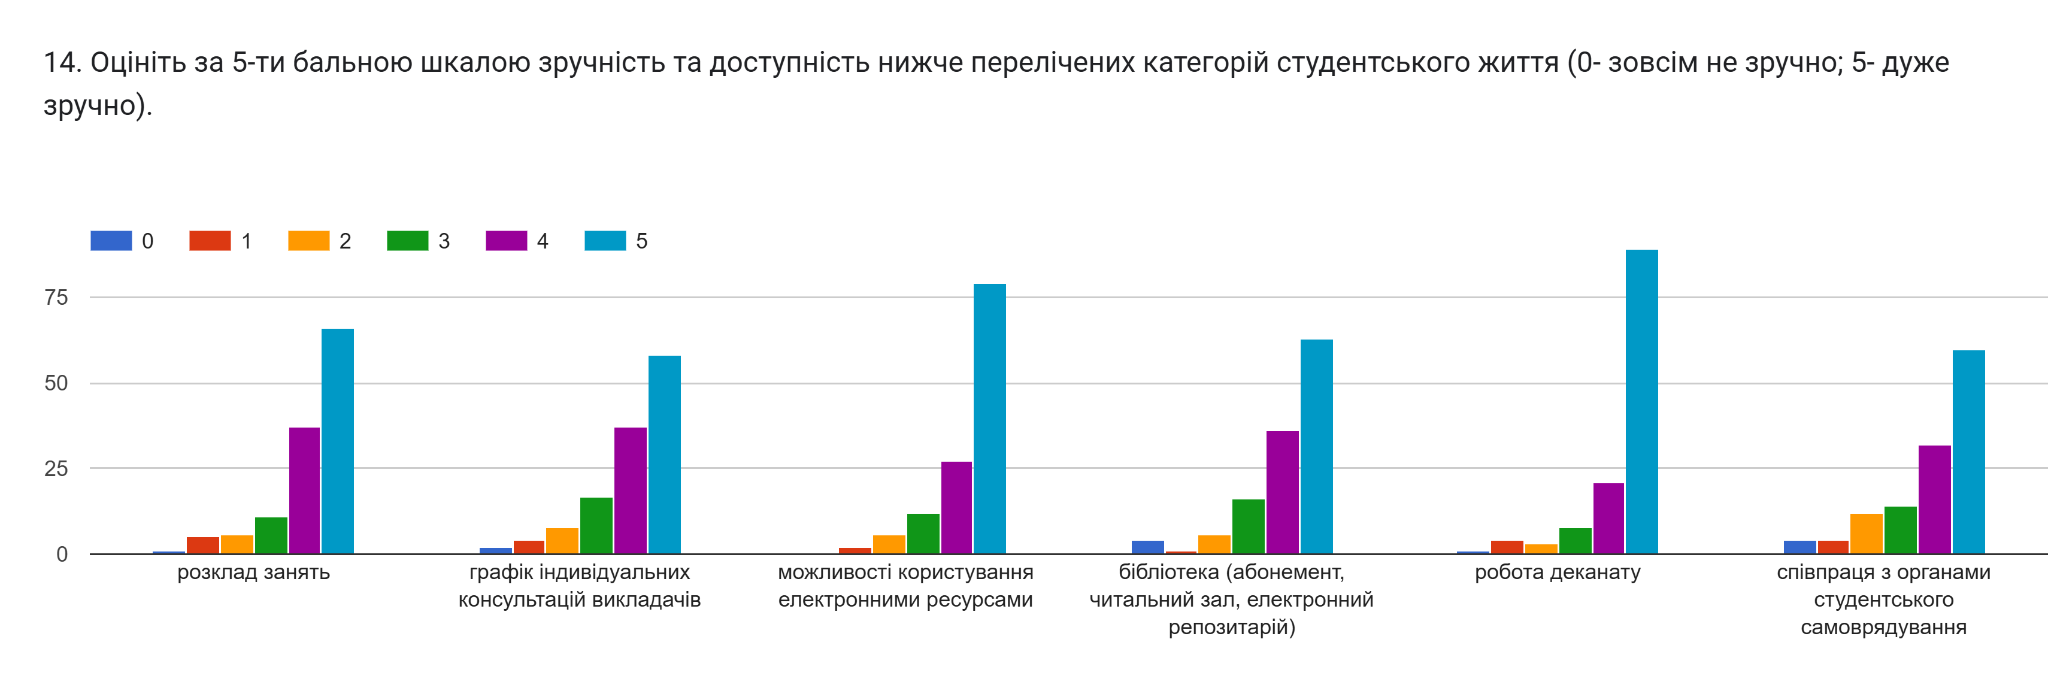 14. Оцініть за 5-ти бальною шкалою зручність та доступність нижче перелічених категорій студентського життя (0- зовсім не зручно; 5- дуже
зручно).
0 1 2 3 4 5
75
50
25
0
розклад занять
графік індивідуальних
консультацій викладачів
можливості користування
електронними ресурсами
бібліотека (абонемент,
читальний зал, електронний
репозитарій)
робота деканату
співпраця з органами
студентського
самоврядування